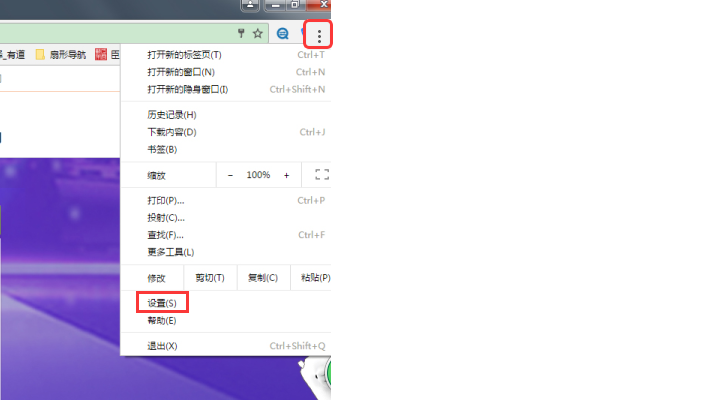 有道
扇形导航
打开新的标签页(T) Ctrl+T
打开新的窗口(N) Ctrl+N
打开新的隐身窗口(I) Ctrl+Shift+N
历史记录(H)
下载内容(D) Ctrl+J
书签(B)
缩放 - 100% +
打印(P)... Ctrl+P
投射(C)...
查找(F)... Ctrl+F
更多工具(L)
修改 剪切(T) 复制(C) 粘贴(P)
设置(S)
帮助(E)
退出(X) Ctrl+Shift+Q